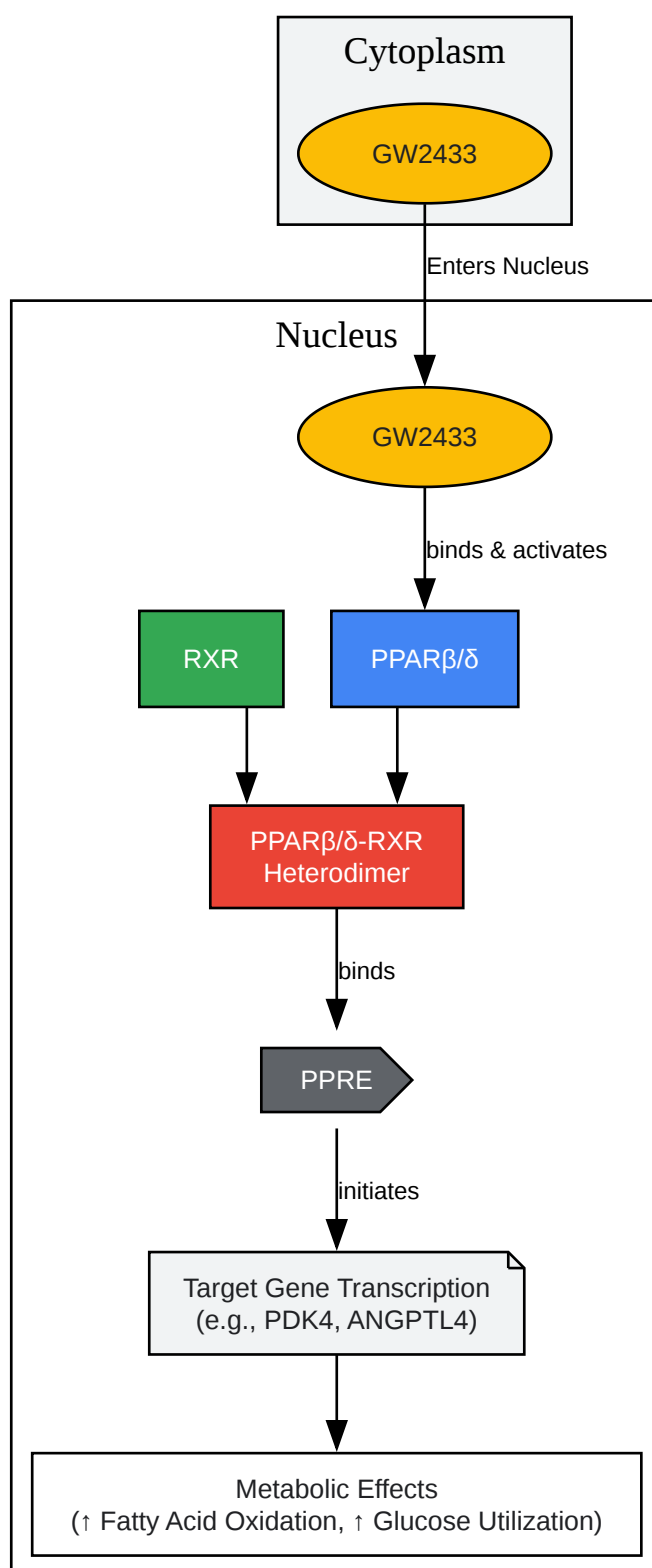 Cytoplasm
GW2433
Enters Nucleus
Nucleus
GW2433
binds & activates
RXR
PPARβ/δ
PPARβ/δ-RXR
Heterodimer
binds
PPRE
initiates
Target Gene Transcription
(e.g., PDK4, ANGPTL4)
Metabolic Effects
(↑ Fatty Acid Oxidation, ↑ Glucose Utilization)